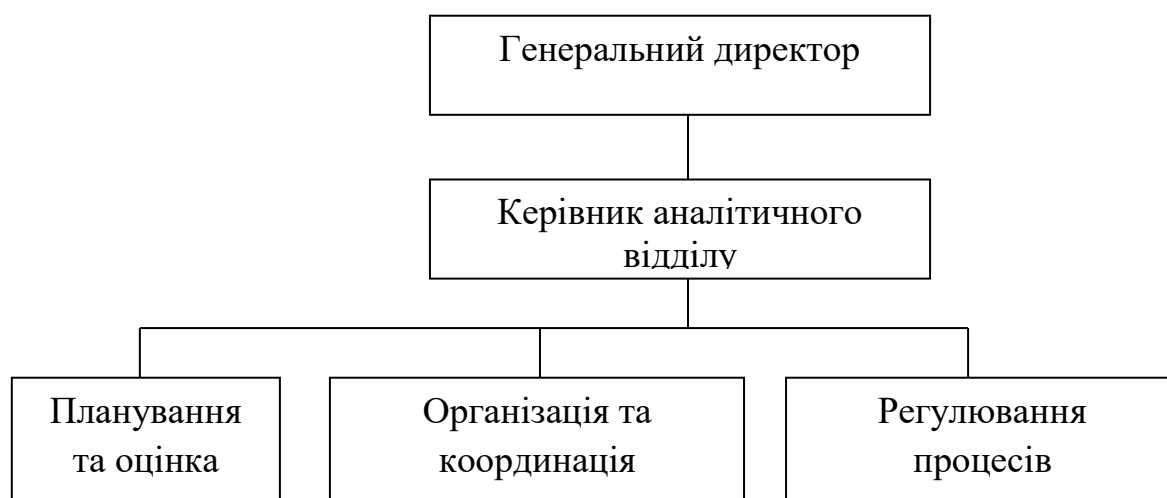 Генеральний директор
Керівник аналітичного
відділу
Планування
та оцінка
Організація та
координація
Регулювання
процесів